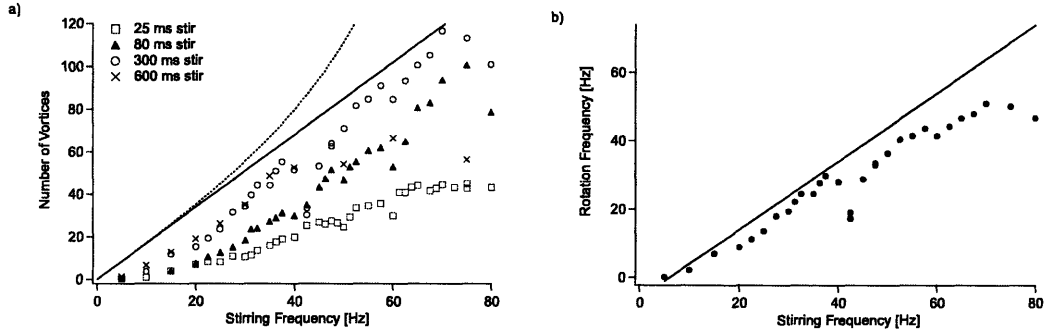 a)
120
100
80
60
40
20
0
Number of Vortices
25 ms stir
80 ms stir
300 ms stir
600 ms stir
0 20 40 60 80
Stirring Frequency [Hz]
b)
60
40
20
0
Rotation Frequency [Hz]
0 20 40 60 80
Stirring Frequency [Hz]